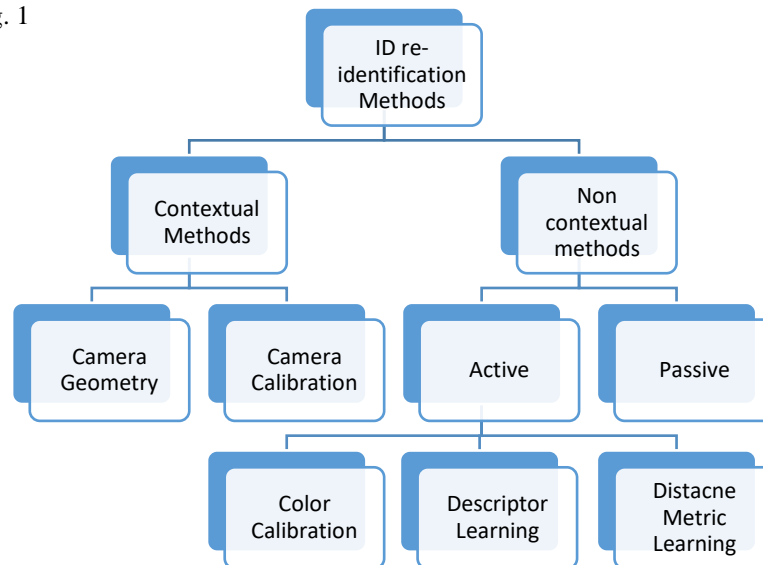 g. 1
ID re-
identification
Methods
Contextual
Methods
Non
contextual
methods
Camera
Geometry
Camera
Calibration
Active
Passive
Color
Calibration
Descriptor
Learning
Distacne
Metric
Learning